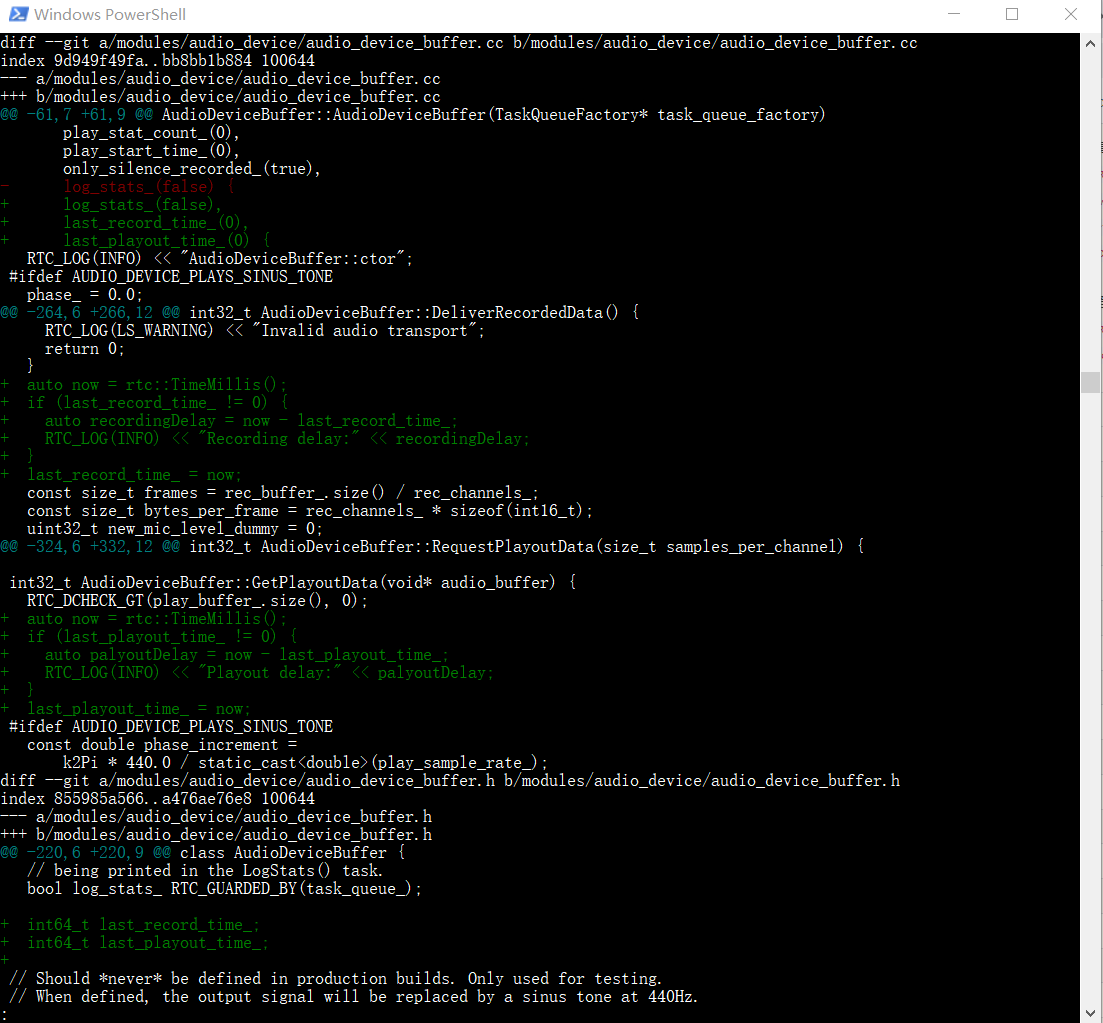 Windows PowerShell
diff --git a/modules/audio_device/audio_device_buffer.cc b/modules/audio_device/audio_device_buffer.cc
index 9d949f49fa..bb8bb1b884 100644
--- a/modules/audio_device/audio_device_buffer.cc
+++ b/modules/audio_device/audio_device_buffer.cc
@@ -61,7 +61,9 @@ AudioDeviceBuffer::AudioDeviceBuffer(TaskQueueFactory* task_queue_factory)
       play_stat_count_(0),
       play_start_time_(0),
       only_silence_recorded_(true),
-      log_stats_(false) {
+      log_stats_(false),
+      last_record_time_(0),
+      last_playout_time_(0) {
   RTC_LOG(INFO) << "AudioDeviceBuffer::ctor";
 #ifdef AUDIO_DEVICE_PLAYS_SINUS_TONE
   phase_ = 0.0;
@@ -264,6 +266,12 @@ int32_t AudioDeviceBuffer::DeliverRecordedData() {
     RTC_LOG(LS_WARNING) << "Invalid audio transport";
     return 0;
   }
+  auto now = rtc::TimeMillis();
+  if (last_record_time_ != 0) {
+    auto recordingDelay = now - last_record_time_;
+    RTC_LOG(INFO) << "Recording delay:" << recordingDelay;
+  }
+  last_record_time_ = now;
   const size_t frames = rec_buffer_.size() / rec_channels_;
   const size_t bytes_per_frame = rec_channels_ * sizeof(int16_t);
   uint32_t new_mic_level_dummy = 0;
@@ -324,6 +332,12 @@ int32_t AudioDeviceBuffer::RequestPlayoutData(size_t samples_per_channel) {
 int32_t AudioDeviceBuffer::GetPlayoutData(void* audio_buffer) {
   RTC_DCHECK_GT(play_buffer_.size(), 0);
+  auto now = rtc::TimeMillis();
+  if (last_playout_time_ != 0) {
+    auto palyoutDelay = now - last_playout_time_;
+    RTC_LOG(INFO) << "Playout delay:" << palyoutDelay;
+  }
+  last_playout_time_ = now;
 #ifdef AUDIO_DEVICE_PLAYS_SINUS_TONE
   const double phase_increment =
       k2Pi * 440.0 / static_cast<double>(play_sample_rate_);
diff --git a/modules/audio_device/audio_device_buffer.h b/modules/audio_device/audio_device_buffer.h
index 855985a566..a476ae76e8 100644
--- a/modules/audio_device/audio_device_buffer.h
+++ b/modules/audio_device/audio_device_buffer.h
@@ -220,6 +220,9 @@ class AudioDeviceBuffer {
   // being printed in the LogStats() task.
   bool log_stats_ RTC_GUARDED_BY(task_queue_);
+  int64_t last_record_time_;
+  int64_t last_playout_time_;
+
 // Should *never* be defined in production builds. Only used for testing.
 // When defined, the output signal will be replaced by a sinus tone at 440Hz.
: